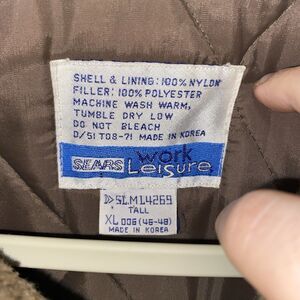 SHELL & LINING: 100% NYLON
FILLER: 100% POLYESTER
MACHINE WASH WARM,
TUMBLE DRY LOW
DO NOT BLEACH
D/51 TO8-71 MADE IN KOREA
SEARS work Leisure
SLM14269
TALL
XL 006 (46-48)
MADE IN KOREA